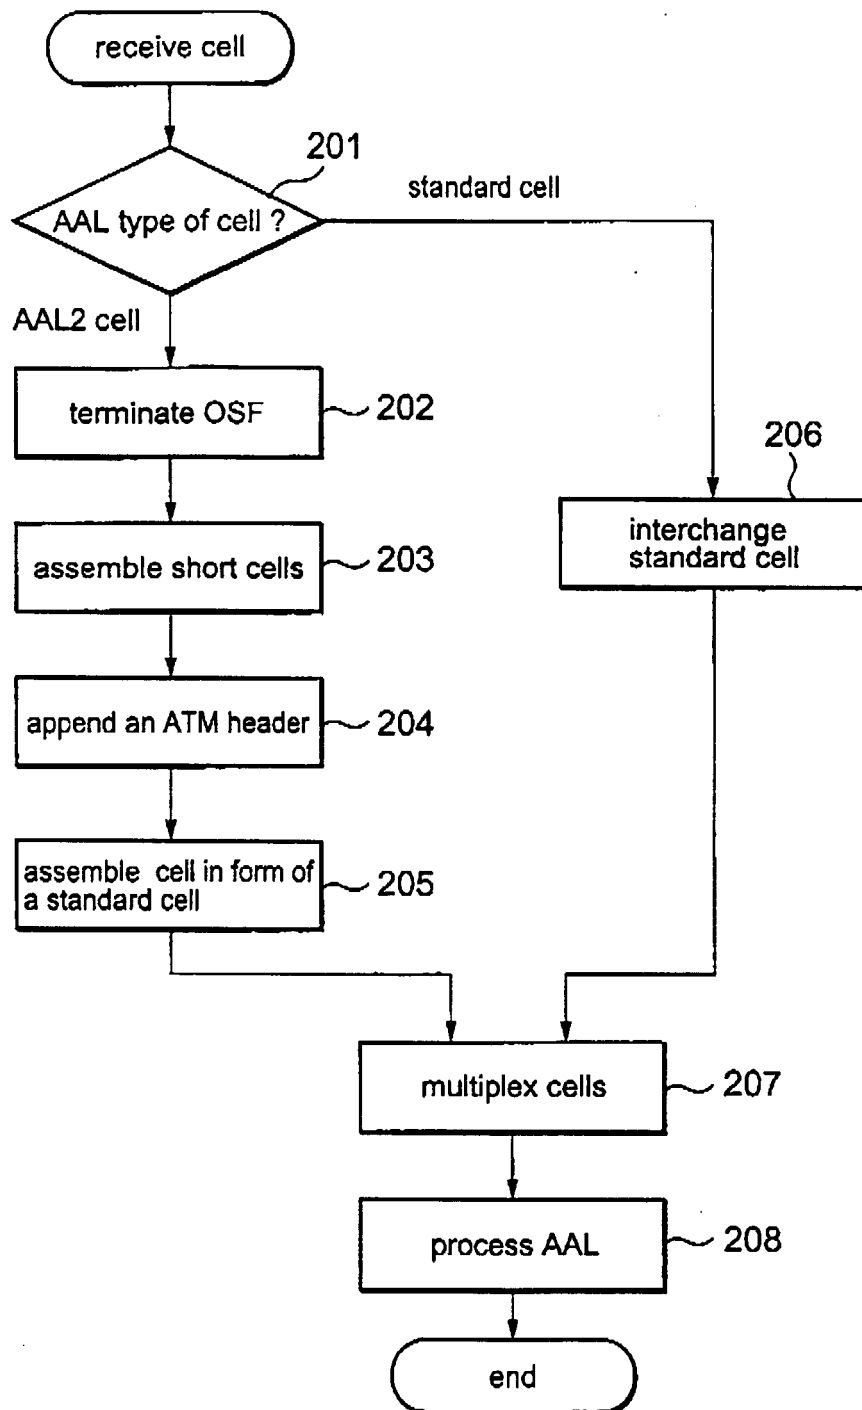 receive cell
201
AAL type of cell ?
standard cell
AAL2 cell
terminate OSF
202
206
interchange
standard cell
assemble short cells
203
append an ATM header
204
assemble cell in form of
a standard cell
205
multiplex cells
207
process AAL
208
end